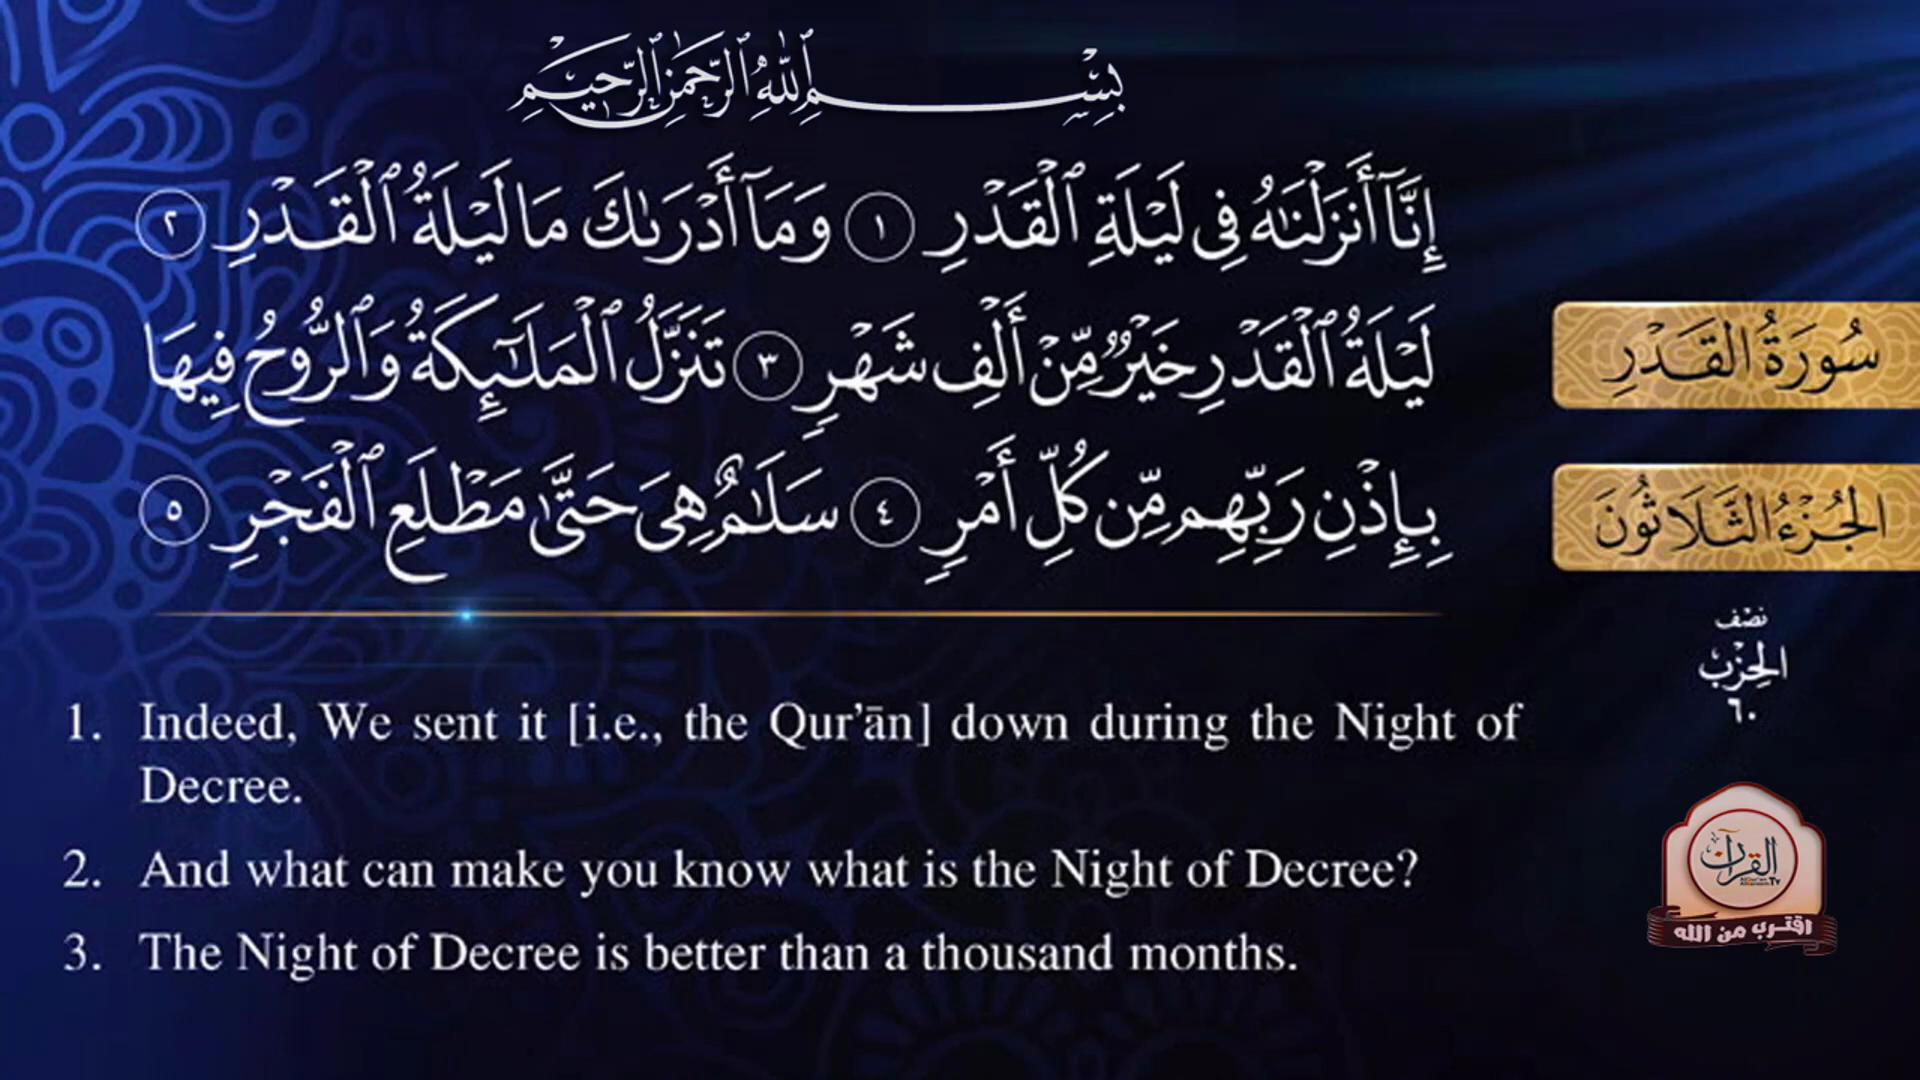 بِسْمِ ٱللَّهِ ٱلرَّحْمَٰنِ ٱلرَّحِيمِ
إِنَّآ أَنزَلْنَٰهُ فِى لَيْلَةِ ٱلْقَدْرِ ١ وَمَآ أَدْرَىٰكَ مَا لَيْلَةُ ٱلْقَدْرِ ٢
لَيْلَةُ ٱلْقَدْرِ خَيْرٌ مِّنْ أَلْفِ شَهْرٍ ٣ تَنَزَّلُ ٱلْمَلَٰٓئِكَةُ وَٱلرُّوحُ فِيهَا
بِإِذْنِ رَبِّهِم مِّن كُلِّ أَمْرٍ ٤ سَلَٰمٌ هِىَ حَتَّىٰ مَطْلَعِ ٱلْفَجْرِ ٥
سُورَةُ القَدْرِ
الجُزْءُ الثَّلَاثُونَ
نصْف
الحِزْب
٦٠
1. Indeed, We sent it [i.e., the Qur’ān] down during the Night of
Decree.
2. And what can make you know what is the Night of Decree?
3. The Night of Decree is better than a thousand months.
القرآن
Tv
اقترب من الله